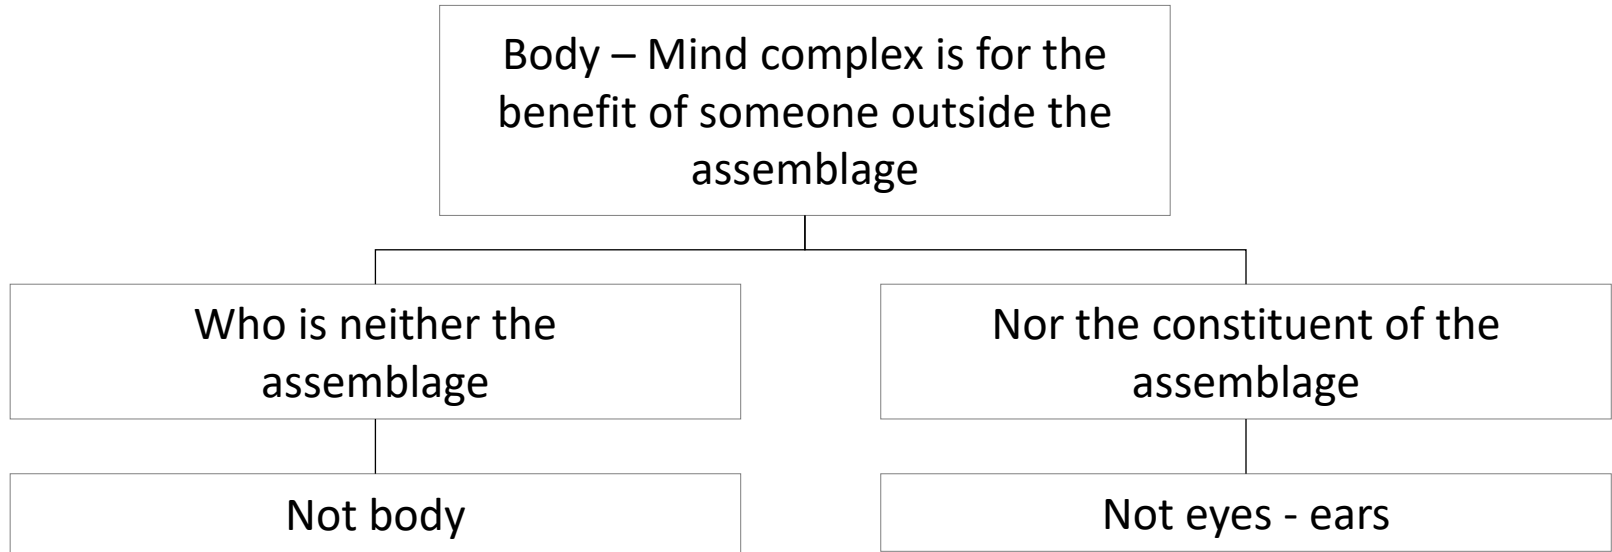 Body – Mind complex is for the
benefit of someone outside the
assemblage
Who is neither the
assemblage
Nor the constituent of the
assemblage
Not body
Not eyes - ears